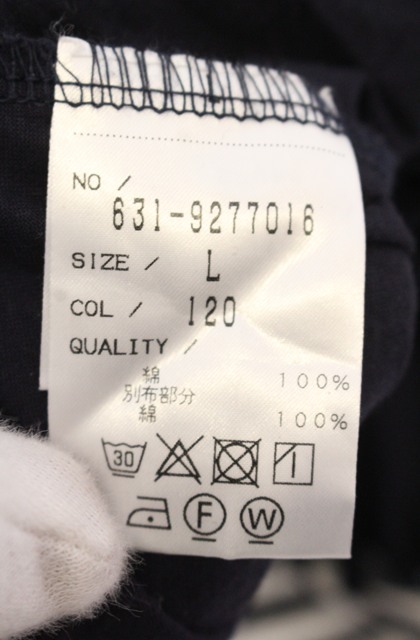 NO /
631-9277016
SIZE / L
COL / 120
QUALITY /
綿 100%
別布部分
綿 100%
30
F W